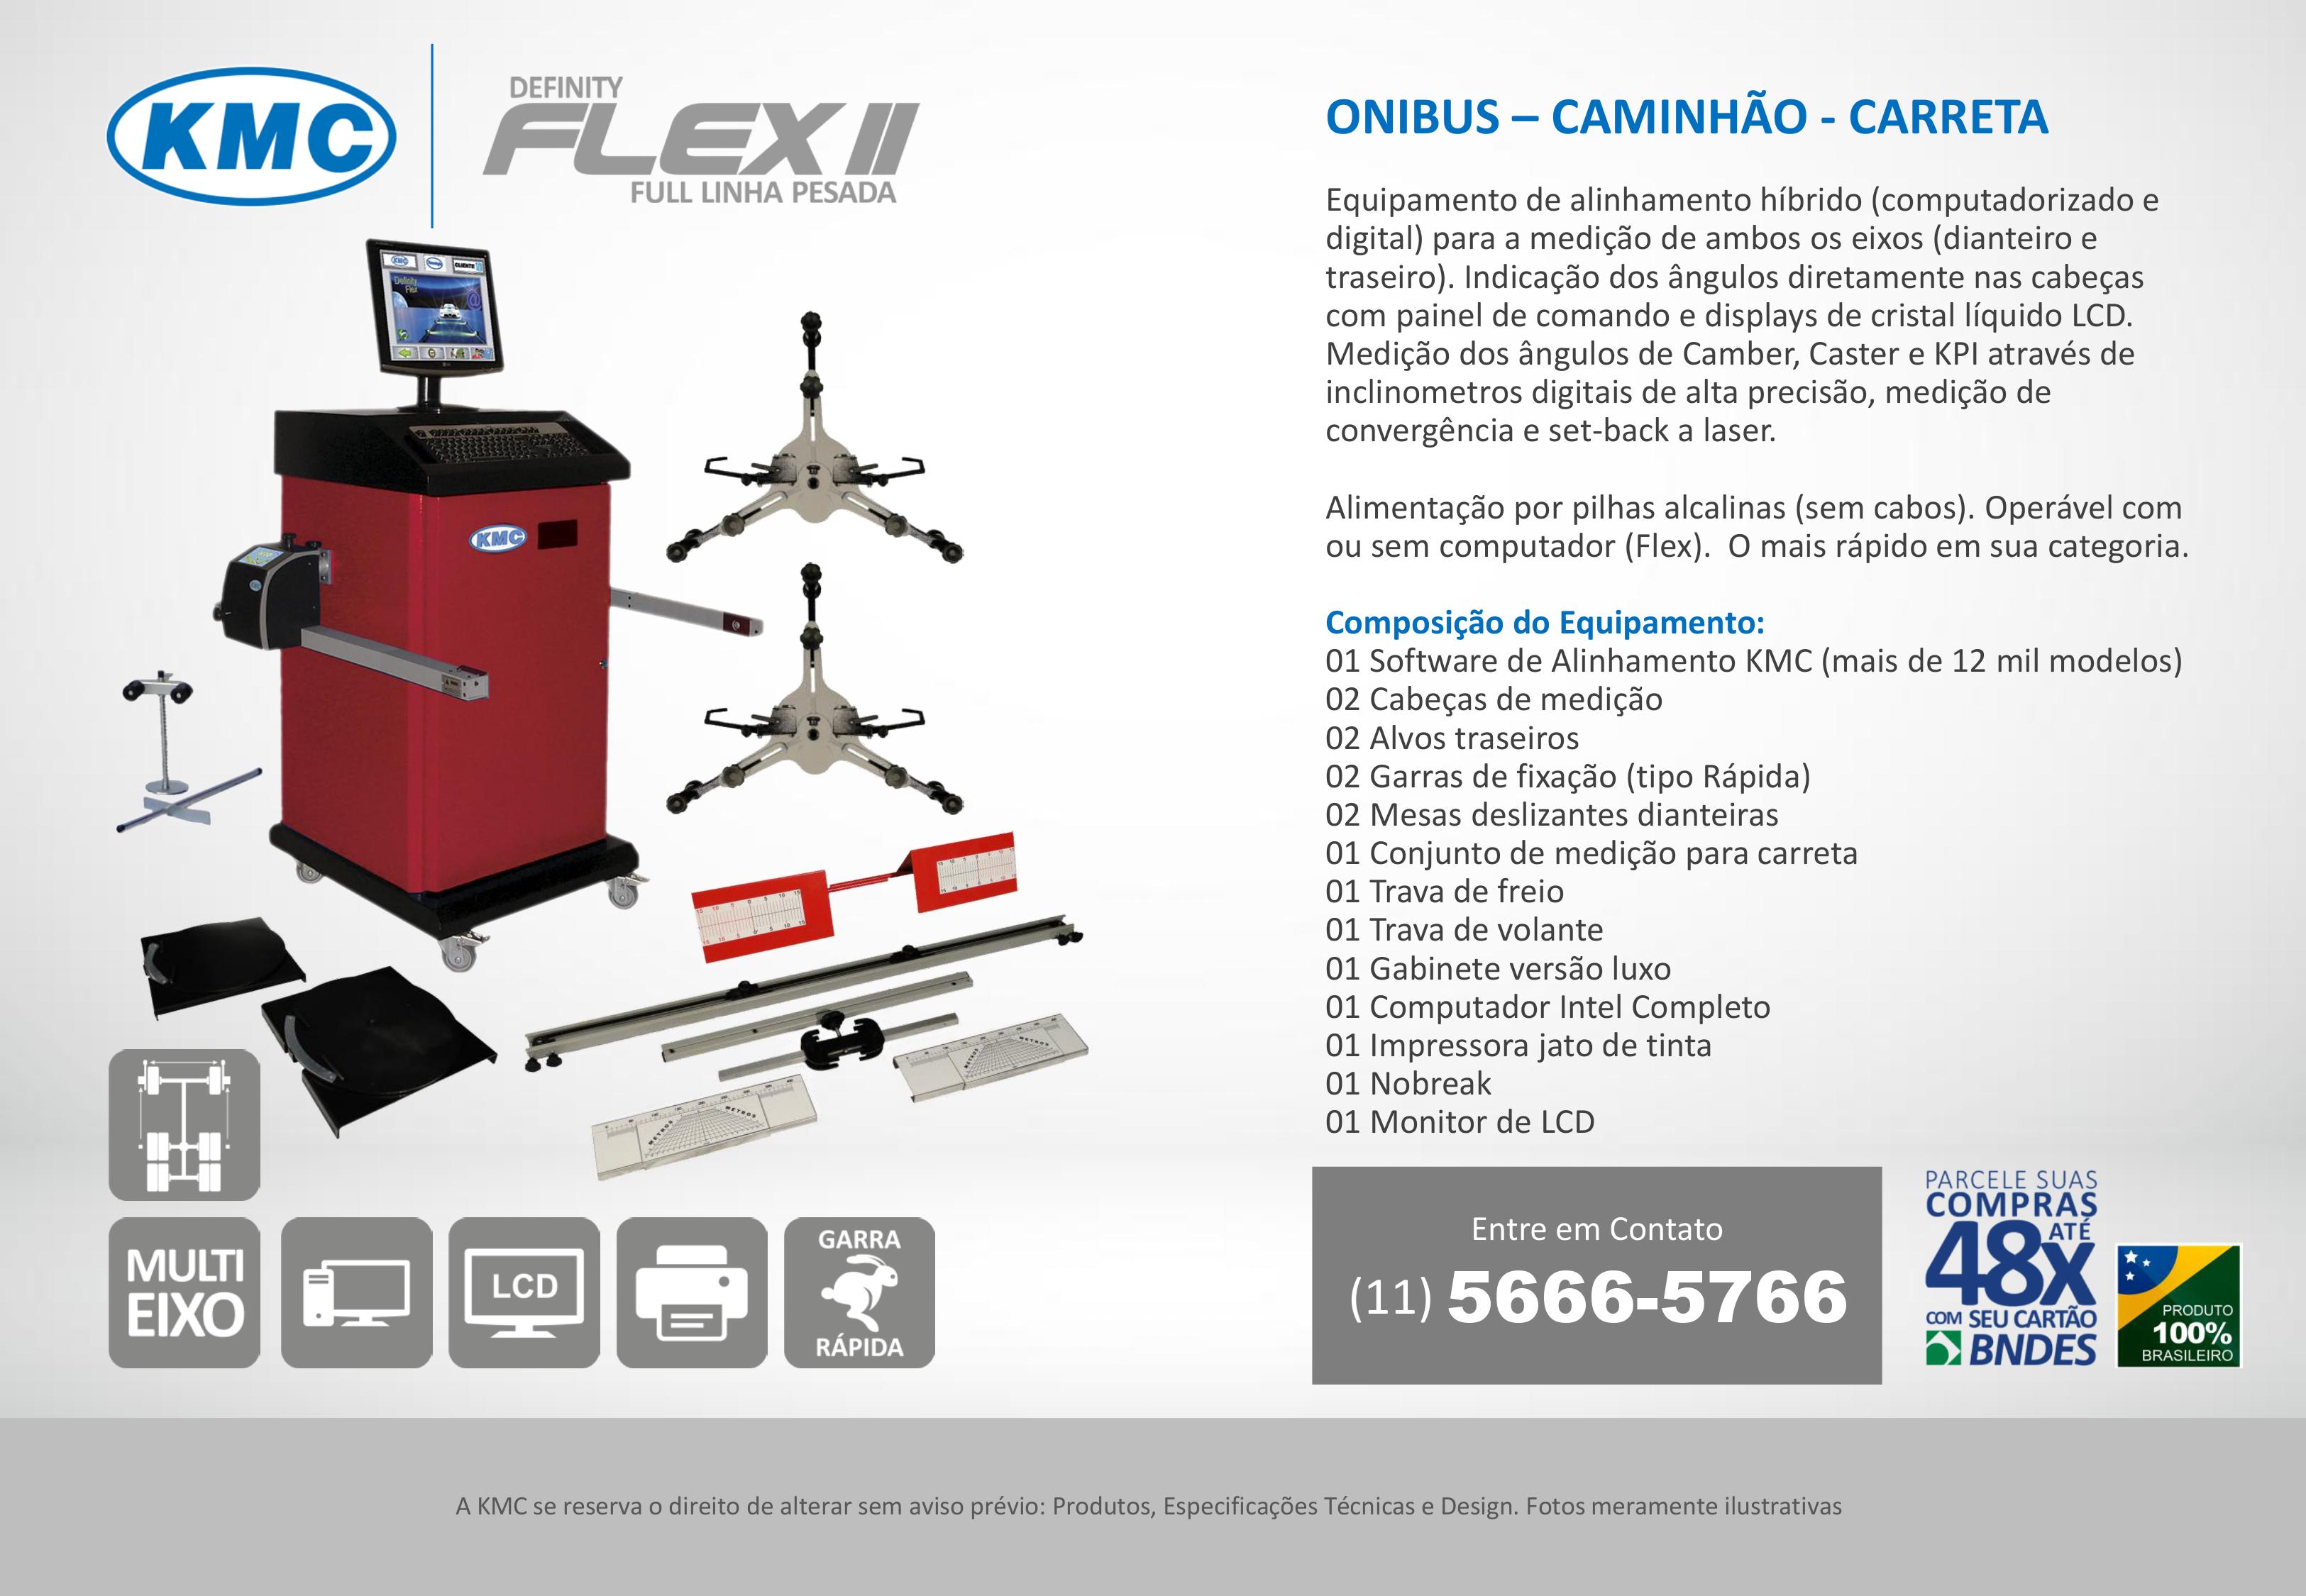 KMC
DEFINITY
FLEX II
FULL LINHA PESADA
ONIBUS – CAMINHÃO - CARRETA
Equipamento de alinhamento híbrido (computadorizado e
digital) para a medição de ambos os eixos (dianteiro e
traseiro). Indicação dos ângulos diretamente nas cabeças
com painel de comando e displays de cristal líquido LCD.
Medição dos ângulos de Camber, Caster e KPI através de
inclinometros digitais de alta precisão, medição de
convergência e set-back a laser.
Alimentação por pilhas alcalinas (sem cabos). Operável com
ou sem computador (Flex).  O mais rápido em sua categoria.
Composição do Equipamento:
01 Software de Alinhamento KMC (mais de 12 mil modelos)
02 Cabeças de medição
02 Alvos traseiros
02 Garras de fixação (tipo Rápida)
02 Mesas deslizantes dianteiras
01 Conjunto de medição para carreta
01 Trava de freio
01 Trava de volante
01 Gabinete versão luxo
01 Computador Intel Completo
01 Impressora jato de tinta
01 Nobreak
01 Monitor de LCD
KMC
CLIENTE
Definity
Flex
KMC
METROS
METROS
MULTI
EIXO
LCD
GARRA
RÁPIDA
Entre em Contato
(11) 5666-5766
PARCELE SUAS
COMPRAS
ATÉ
48X
COM SEU CARTÃO
BNDES
PRODUTO
100%
BRASILEIRO
A KMC se reserva o direito de alterar sem aviso prévio: Produtos, Especificações Técnicas e Design. Fotos meramente ilustrativas